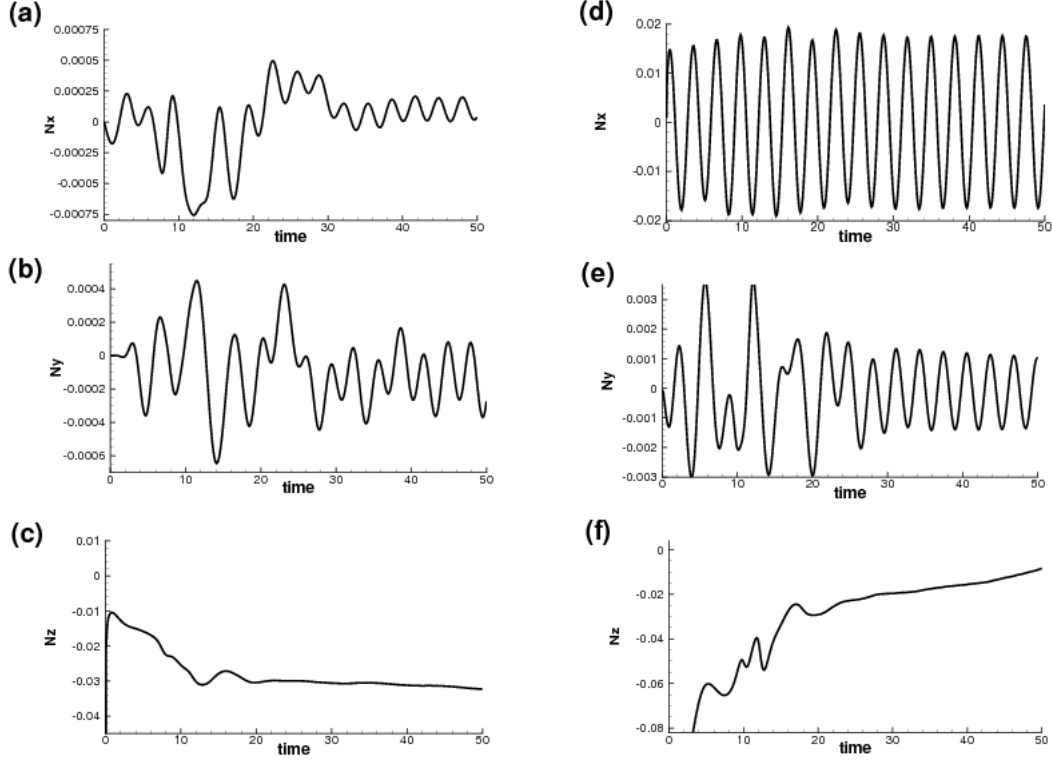 (a)
0.00075
0.0005
0.00025
0
-0.00025
-0.0005
-0.00075
Nx
0 10 20 30 40 50
time
(d)
0.02
0.01
0
-0.01
-0.02
Nx
0 10 20 30 40 50
time
(b)
0.0004
0.0002
0
-0.0002
-0.0004
-0.0006
Ny
0 10 20 30 40 50
time
(e)
0.003
0.002
0.001
0
-0.001
-0.002
-0.003
Ny
0 10 20 30 40 50
time
(c)
0.01
0
-0.01
-0.02
-0.03
-0.04
Nz
0 10 20 30 40 50
time
(f)
0
-0.02
-0.04
-0.06
-0.08
Nz
0 10 20 30 40 50
time